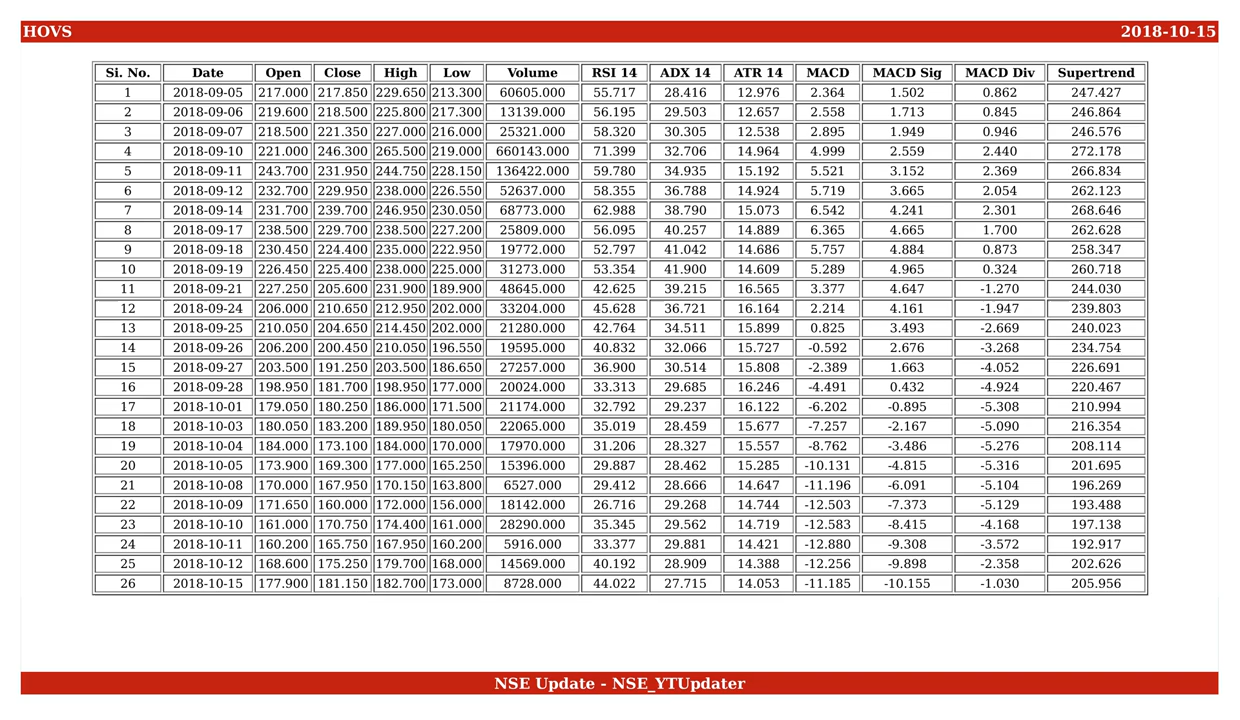 HOVS 2018-10-15
Si. No. Date Open Close High Low Volume RSI 14 ADX 14 ATR 14 MACD MACD Sig MACD Div Supertrend
1 2018-09-05 217.000 217.850 229.650 213.300 60605.000 55.717 28.416 12.976 2.364 1.502 0.862 247.427
2 2018-09-06 219.600 218.500 225.800 217.300 13139.000 56.195 29.503 12.657 2.558 1.713 0.845 246.864
3 2018-09-07 218.500 221.350 227.000 216.000 25321.000 58.320 30.305 12.538 2.895 1.949 0.946 246.576
4 2018-09-10 221.000 246.300 265.500 219.000 660143.000 71.399 32.706 14.964 4.999 2.559 2.440 272.178
5 2018-09-11 243.700 231.950 244.750 228.150 136422.000 59.780 34.935 15.192 5.521 3.152 2.369 266.834
6 2018-09-12 232.700 229.950 238.000 226.550 52637.000 58.355 36.788 14.924 5.719 3.665 2.054 262.123
7 2018-09-14 231.700 239.700 246.950 230.050 68773.000 62.988 38.790 15.073 6.542 4.241 2.301 268.646
8 2018-09-17 238.500 229.700 238.500 227.200 25809.000 56.095 40.257 14.889 6.365 4.665 1.700 262.628
9 2018-09-18 230.450 224.400 235.000 222.950 19772.000 52.797 41.042 14.686 5.757 4.884 0.873 258.347
10 2018-09-19 226.450 225.400 238.000 225.000 31273.000 53.354 41.900 14.609 5.289 4.965 0.324 260.718
11 2018-09-21 227.250 205.600 231.900 189.900 48645.000 42.625 39.215 16.565 3.377 4.647 -1.270 244.030
12 2018-09-24 206.000 210.650 212.950 202.000 33204.000 45.628 36.721 16.164 2.214 4.161 -1.947 239.803
13 2018-09-25 210.050 204.650 214.450 202.000 21280.000 42.764 34.511 15.899 0.825 3.493 -2.669 240.023
14 2018-09-26 206.200 200.450 210.050 196.550 19595.000 40.832 32.066 15.727 -0.592 2.676 -3.268 234.754
15 2018-09-27 203.500 191.250 203.500 186.650 27257.000 36.900 30.514 15.808 -2.389 1.663 -4.052 226.691
16 2018-09-28 198.950 181.700 198.950 177.000 20024.000 33.313 29.685 16.246 -4.491 0.432 -4.924 220.467
17 2018-10-01 179.050 180.250 186.000 171.500 21174.000 32.792 29.237 16.122 -6.202 -0.895 -5.308 210.994
18 2018-10-03 180.050 183.200 189.950 180.050 22065.000 35.019 28.459 15.677 -7.257 -2.167 -5.090 216.354
19 2018-10-04 184.000 173.100 184.000 170.000 17970.000 31.206 28.327 15.557 -8.762 -3.486 -5.276 208.114
20 2018-10-05 173.900 169.300 177.000 165.250 15396.000 29.887 28.462 15.285 -10.131 -4.815 -5.316 201.695
21 2018-10-08 170.000 167.950 170.150 163.800 6527.000 29.412 28.666 14.647 -11.196 -6.091 -5.104 196.269
22 2018-10-09 171.650 160.000 172.000 156.000 18142.000 26.716 29.268 14.744 -12.503 -7.373 -5.129 193.488
23 2018-10-10 161.000 170.750 174.400 161.000 28290.000 35.345 29.562 14.719 -12.583 -8.415 -4.168 197.138
24 2018-10-11 160.200 165.750 167.950 160.200 5916.000 33.377 29.881 14.421 -12.880 -9.308 -3.572 192.917
25 2018-10-12 168.600 175.250 179.700 168.000 14569.000 40.192 28.909 14.388 -12.256 -9.898 -2.358 202.626
26 2018-10-15 177.900 181.150 182.700 173.000 8728.000 44.022 27.715 14.053 -11.185 -10.155 -1.030 205.956
NSE Update - NSE_YTUpdater